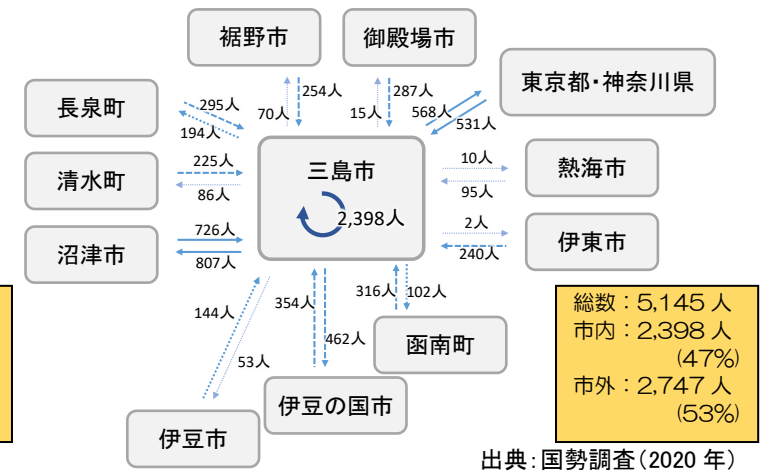 裾野市
御殿場市
東京都・神奈川県
254人
70人
287人
15人
568人
531人
長泉町
295人
194人
清水町
225人
86人
三島市
2,398人
10人
95人
熱海市
沼津市
726人
807人
2人
240人
伊東市
144人
53人
354人
462人
316人
102人
函南町
伊豆の国市
伊豆市
総数：5,145 人
市内：2,398 人
(47%)
市外：2,747 人
(53%)
出典：国勢調査（2020 年）